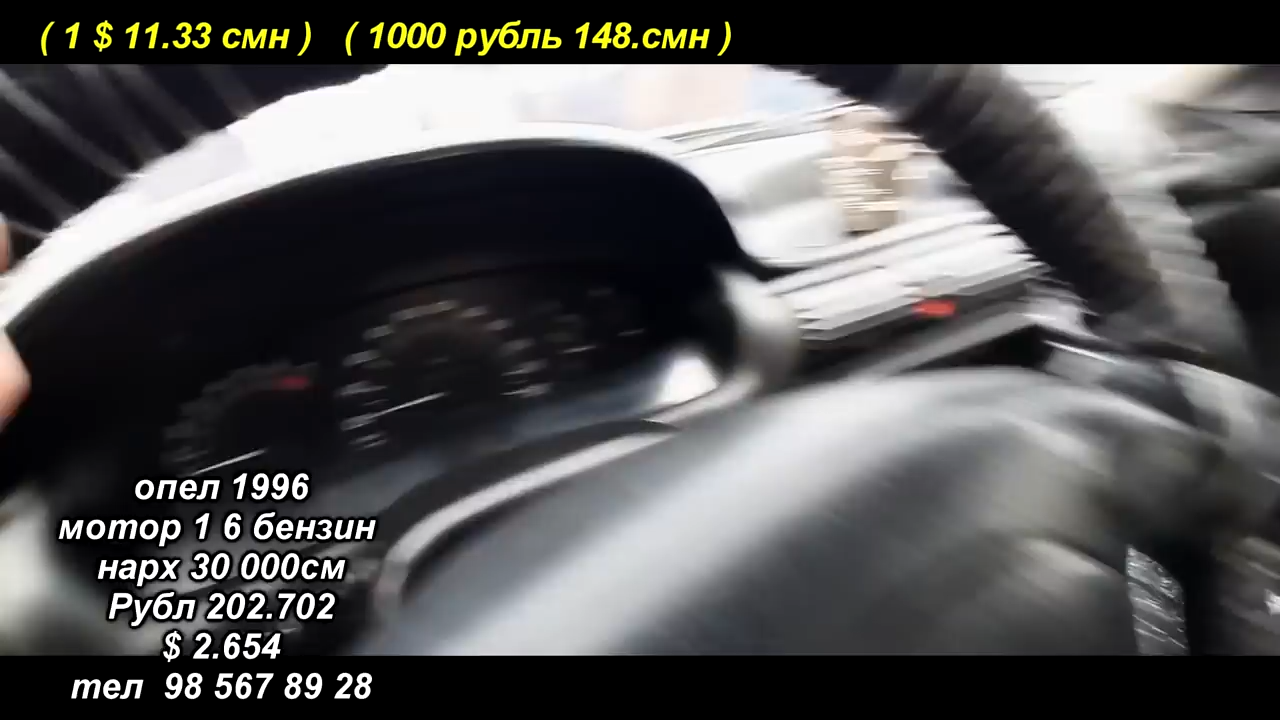 ( 1 $ 11.33 смн )   ( 1000 рубль 148.смн )
опел 1996
мотор 1 6 бензин
нарх 30 000см
Рубл 202.702
$ 2.654
тел  98 567 89 28